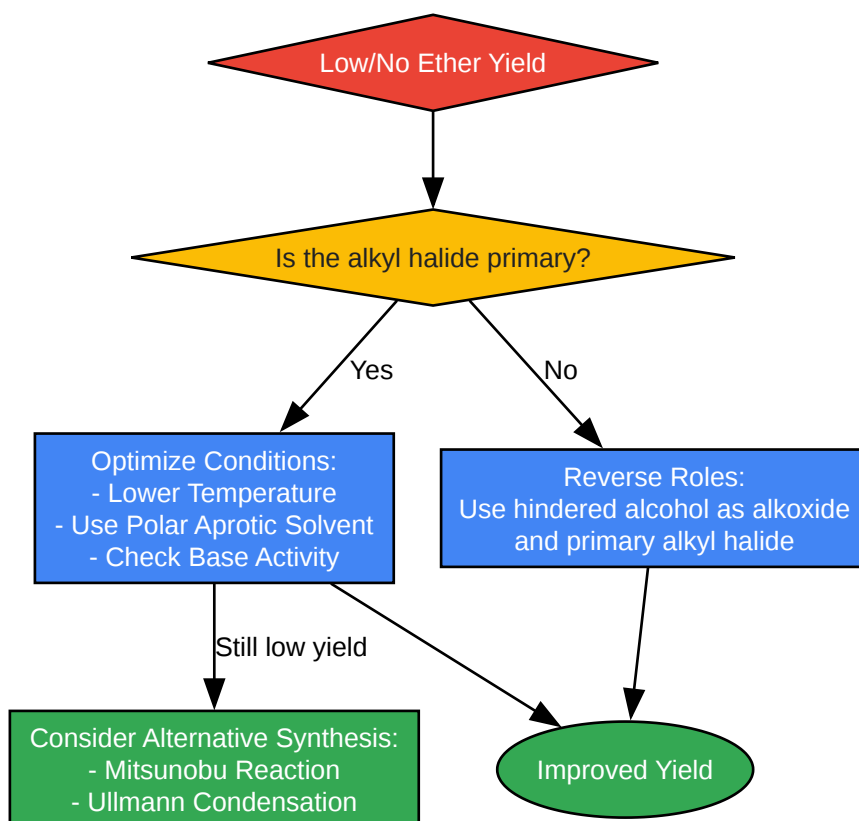 Low/No Ether Yield
Is the alkyl halide primary?
Yes
No
Optimize Conditions:
- Lower Temperature
- Use Polar Aprotic Solvent
- Check Base Activity
Reverse Roles:
Use hindered alcohol as alkoxide
and primary alkyl halide
Still low yield
Consider Alternative Synthesis:
- Mitsunobu Reaction
- Ullmann Condensation
Improved Yield